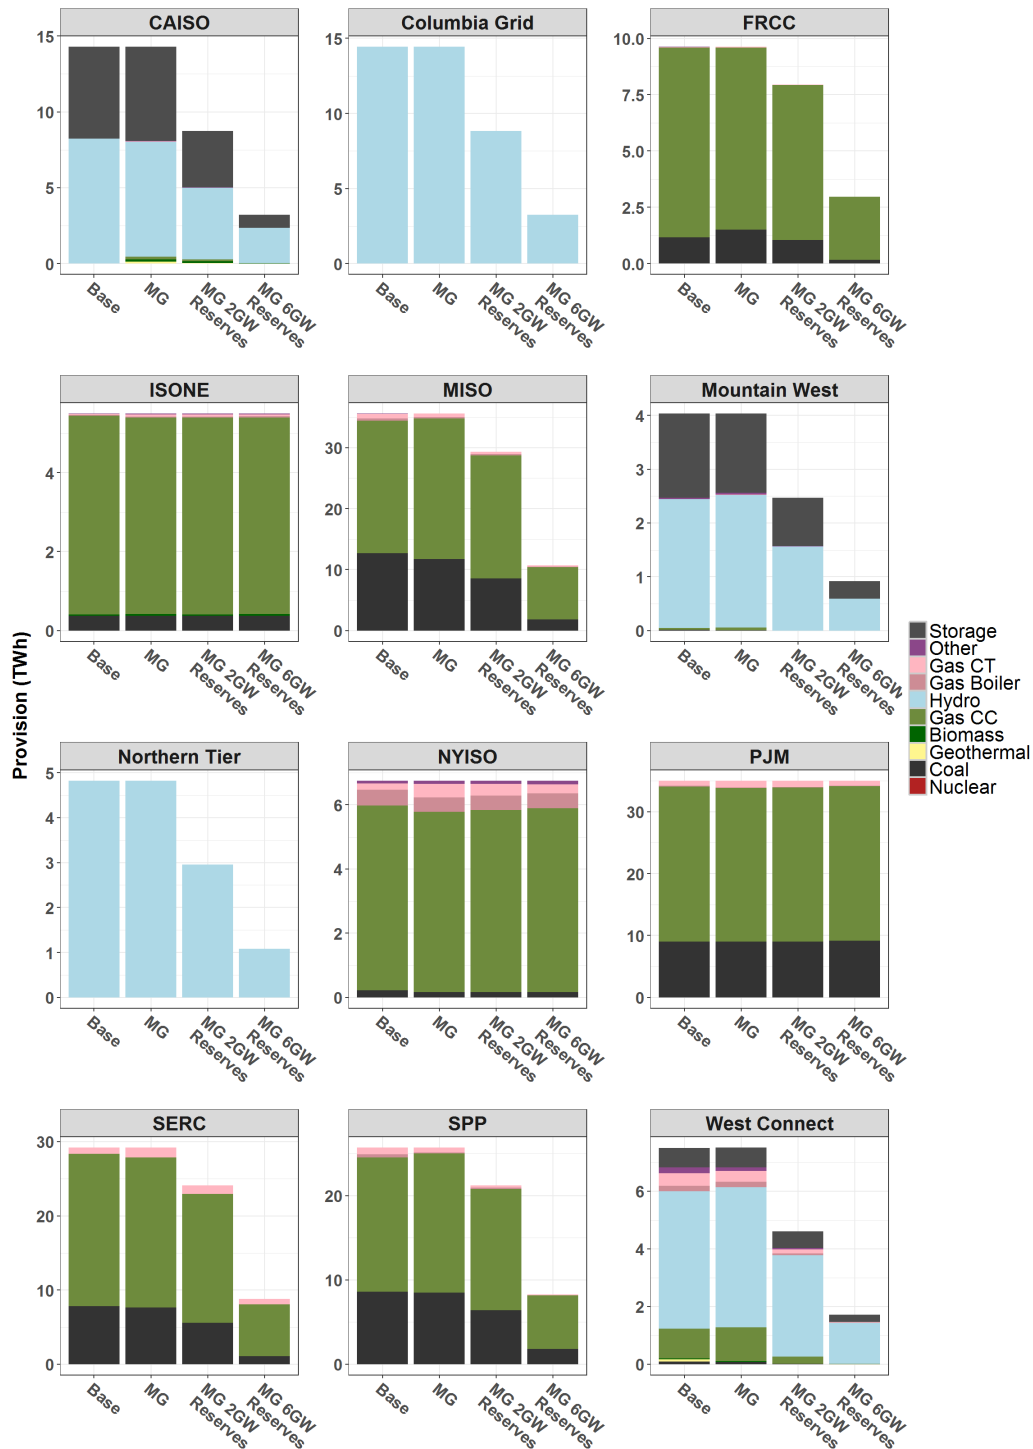 CAISO
Columbia Grid
FRCC
15
10
5
0
Base
MG
MG 2GW
Reserves
MG 6GW
Reserves
15
10
5
0
Base
MG
MG 2GW
Reserves
MG 6GW
Reserves
10.0
7.5
5.0
2.5
0.0
Base
MG
MG 2GW
Reserves
MG 6GW
Reserves
ISONE
MISO
Mountain West
4
2
0
Base
MG
MG 2GW
Reserves
MG 6GW
Reserves
30
20
10
0
Base
MG
MG 2GW
Reserves
MG 6GW
Reserves
4
3
2
1
0
Base
MG
MG 2GW
Reserves
MG 6GW
Reserves
Provision (TWh)
Northern Tier
NYISO
PJM
5
4
3
2
1
0
Base
MG
MG 2GW
Reserves
MG 6GW
Reserves
6
4
2
0
Base
MG
MG 2GW
Reserves
MG 6GW
Reserves
30
20
10
0
Base
MG
MG 2GW
Reserves
MG 6GW
Reserves
SERC
SPP
West Connect
30
20
10
0
Base
MG
MG 2GW
Reserves
MG 6GW
Reserves
20
10
0
Base
MG
MG 2GW
Reserves
MG 6GW
Reserves
6
4
2
0
Base
MG
MG 2GW
Reserves
MG 6GW
Reserves
Storage
Other
Gas CT
Gas Boiler
Hydro
Gas CC
Biomass
Geothermal
Coal
Nuclear